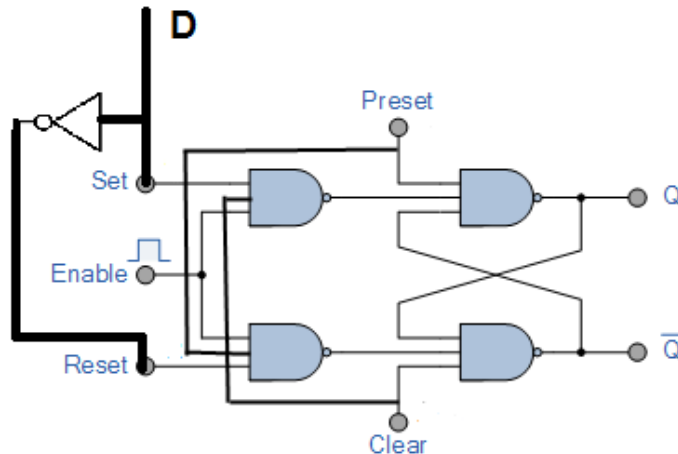 D
Preset
Set
Q
Enable
Reset
Q̅
Clear